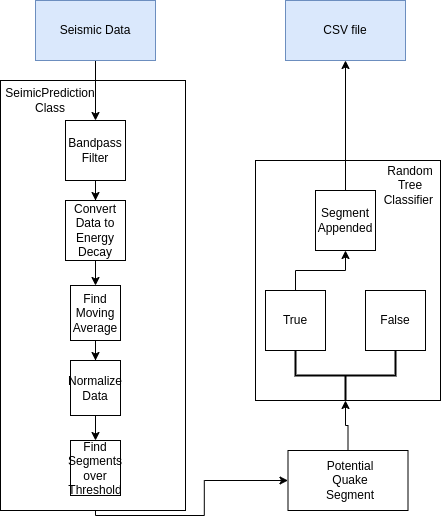 Seismic Data
SeimicPrediction
Class
Bandpass
Filter
Convert
Data to
Energy
Decay
Find
Moving
Average
Normalize
Data
Find
Segments
over
Threshold
CSV file
Random
Tree
Classifier
Segment
Appended
True
False
Potential
Quake
Segment